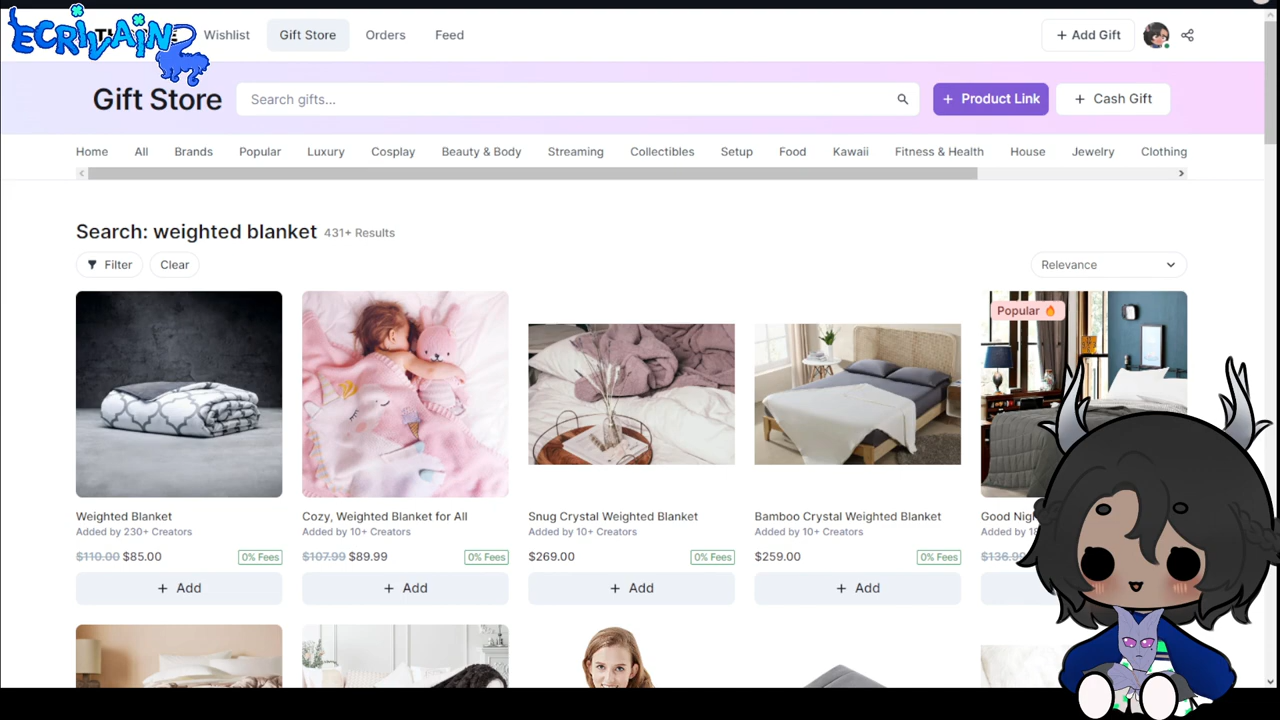 ECRIVAIN
Wishlist
Gift Store
Orders
Feed
+ Add Gift
Gift Store
Search gifts...
+ Product Link
+ Cash Gift
Home
All
Brands
Popular
Luxury
Cosplay
Beauty & Body
Streaming
Collectibles
Setup
Food
Kawaii
Fitness & Health
House
Jewelry
Clothing
Search: weighted blanket 431+ Results
Filter
Clear
Relevance
Popular
Weighted Blanket
Added by 230+ Creators
$110.00 $85.00
0% Fees
+ Add
Cozy, Weighted Blanket for All
Added by 10+ Creators
$107.99 $89.99
0% Fees
+ Add
Snug Crystal Weighted Blanket
Added by 10+ Creators
$269.00
0% Fees
+ Add
Bamboo Crystal Weighted Blanket
Added by 10+ Creators
$259.00
0% Fees
+ Add
Good
Added by